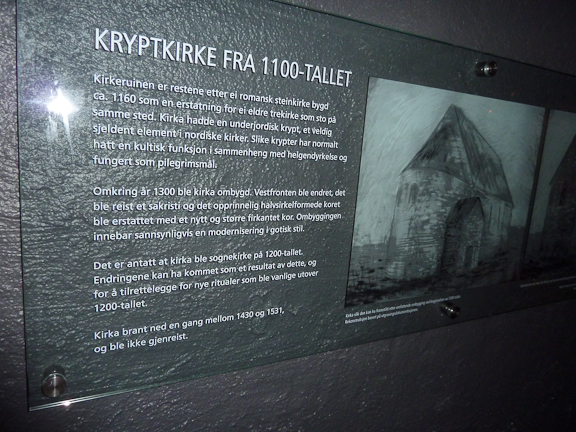 KRYPTKIRKE FRA 1100-TALLET
Kirkeruinen er restene etter ei romansk steinkirke bygd
ca. 1160 som en erstatning for ei eldre trekirke som sto på
samme sted. Kirka hadde en underjordisk krypt, et veldig
sjeldent element i nordiske kirker. Slike krypter har normalt
hatt en kultisk funksjon i sammenheng med helgendyrkelse og
fungert som pilegrimsmål.
Omkring år 1300 ble kirka ombygd. Vestfronten ble endret, det
ble reist et sakristi og det opprinnelig halvsirkelformede koret
ble erstattet med et nytt og større firkantet kor. Ombyggingen
innebar sannsynligvis en modernisering i gotisk stil.
Det er antatt at kirka ble sognekirke på 1200-tallet.
Endringene kan ha kommet som et resultat av dette, og
for å tilrettelegge for nye ritualer som ble vanlige utover
1200-tallet.
Kirka brant ned en gang mellom 1430 og 1531,
og ble ikke gjenreist.
Kirka slik den kan ha